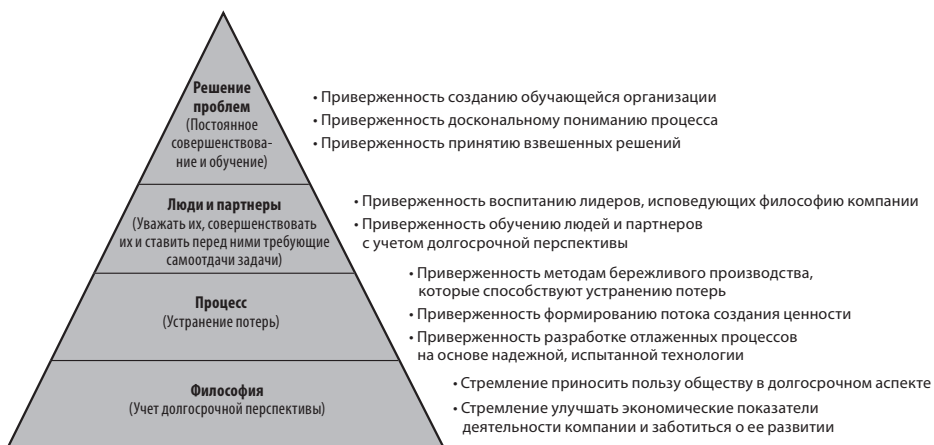 Решение
проблем
(Постоянное
совершенствова-
ние и обучение)
• Приверженность созданию обучающейся организации
• Приверженность доскональному пониманию процесса
• Приверженность принятию взвешенных решений
Люди и партнеры
(Уважать их, совершенствовать
их и ставить перед ними требующие
самоотдачи задачи)
• Приверженность воспитанию лидеров, исповедующих философию компании
• Приверженность обучению людей и партнеров
с учетом долгосрочной перспективы
Процесс
(Устранение потерь)
• Приверженность методам бережливого производства,
которые способствуют устранению потерь
• Приверженность формированию потока создания ценности
• Приверженность разработке отлаженных процессов
на основе надежной, испытанной технологии
Философия
(Учет долгосрочной перспективы)
• Стремление приносить пользу обществу в долгосрочном аспекте
• Стремление улучшать экономические показатели
деятельности компании и заботиться о ее развитии